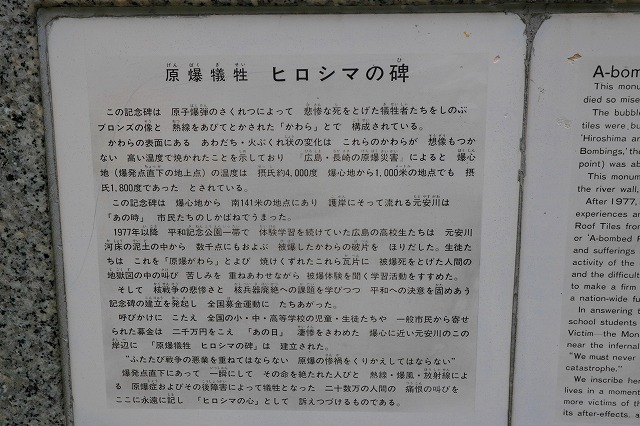 原爆犠牲 ヒロシマの碑
この記念碑は 原子爆弾のさくれつによって 悲惨な死をとげた犠牲者たちをしのぶ
ブロンズの像と 熱線をあびてとかされた「かわら」とで 構成されている。
かわらの表面にある あわだち・火ぶくれ状の変化は これらのかわらが 想像もつか
ない 高い温度で焼かれたことを示しており 「広島・長崎の原爆災害」によると 爆心
地(爆発点直下の地上点)の温度は 摂氏約4,000度 爆心地から1,000米の地点でも 摂
氏1,800度であった とされている。
この記念碑は 爆心地から 南141米の地点にあり 護岸にそって流れる元安川は
「あの時」 市民たちのしかばねでうまった。
1977年以降 平和記念公園一帯で 体験学習を続けていた広島の高校生たちは 元安川
河床の泥土の中から 数千点にもおよぶ 被爆したかわらの破片を ほりだした。生徒た
ちは これを「原爆がわら」とよび 焼けくずれたこれら瓦片に 被爆死をとげた人間の
地獄図の中の叫び 苦しみを 重ねあわせながら 被爆体験を聞く学習活動をすすめた。
そして 核戦争の悲惨さと 核兵器廃絶への課題を学びつつ 平和への決意を固めあう
記念碑の建立を発起し 全国募金運動に たちあがった。
呼びかけに こたえ 全国の小・中・高等学校の児童・生徒たちや 一般市民から寄せ
られた募金は 二千万円をこえ 「あの日」 凄惨をきわめた 爆心に近い元安川のこの
岸辺に 「原爆犠牲 ヒロシマの碑」は 建立された。
"ふたたび戦争の悪業を重ねてはならない 原爆の惨禍をくりかえしてはならない"
爆発点直下にあって 一瞬にして その命を絶たれた人びと 熱線・爆風・放射線によ
る 原爆症およびその後障害によって犠牲となった 二十数万の人間の 痛恨の叫びを
ここに永遠に記し 「ヒロシマの心」として 訴えつづけるものである。
A-bomb
This monu
died so mise
The bubble
tiles were bu
'Hiroshima ar
Bombings,' the
point) was ab
This monum
the river wall,
After 1977,
experiences a
Roof Tiles from
or 'A-bombed F
and sufferings
activity of the
and the difficult
to make a firm
a nation-wide fu
In answering t
school students
Victim—the Mon
near the infernal
"We must never
catastrophe."
We inscribe he
lives in a momen
more victims of th
its after-effects, a